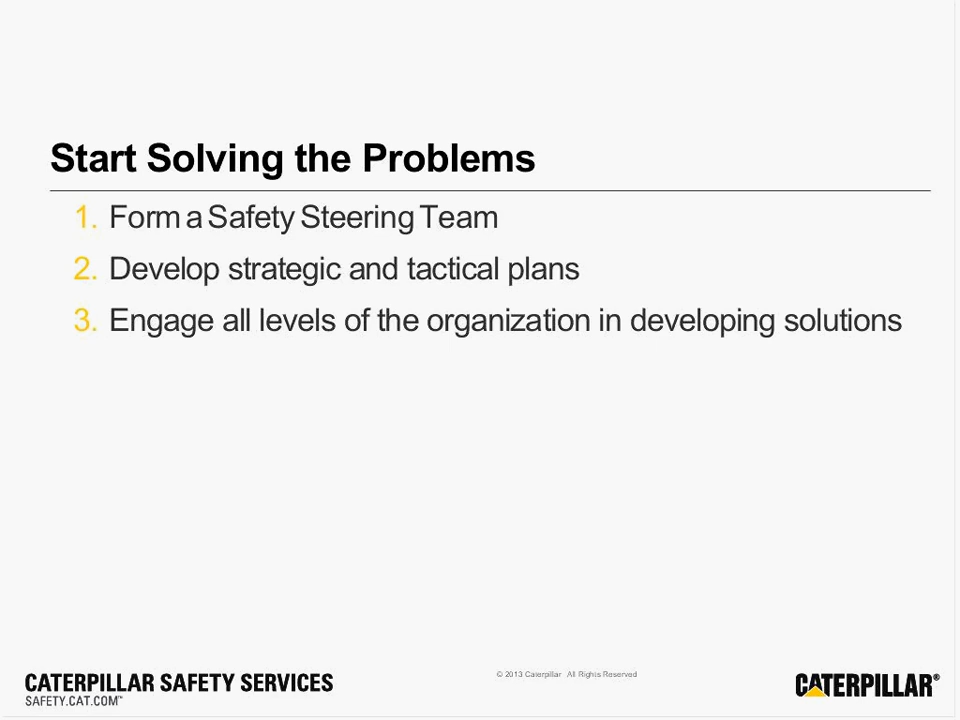 Start Solving the Problems
1. Form a Safety Steering Team
2. Develop strategic and tactical plans
3. Engage all levels of the organization in developing solutions
© 2013 Caterpillar All Rights Reserved
CATERPILLAR SAFETY SERVICES
SAFETY.CAT.COM™
CATERPILLAR®